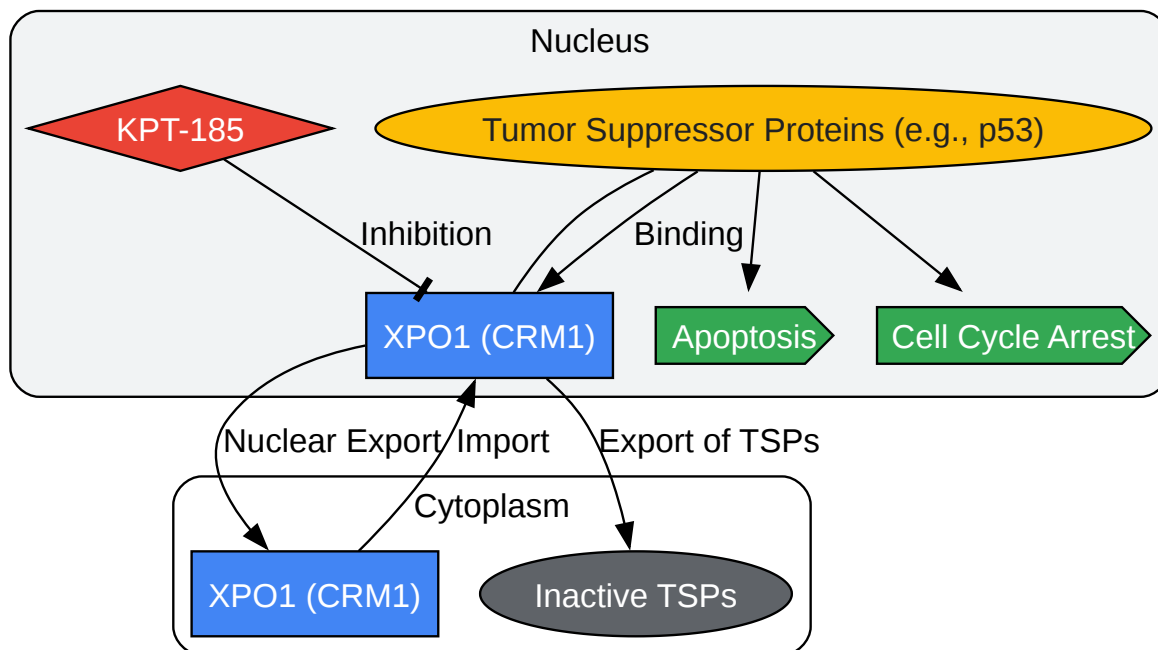 Nucleus
KPT-185
Tumor Suppressor Proteins (e.g., p53)
Inhibition
Binding
XPO1 (CRM1)
Apoptosis
Cell Cycle Arrest
Nuclear Export
Import
Export of TSPs
Cytoplasm
XPO1 (CRM1)
Inactive TSPs